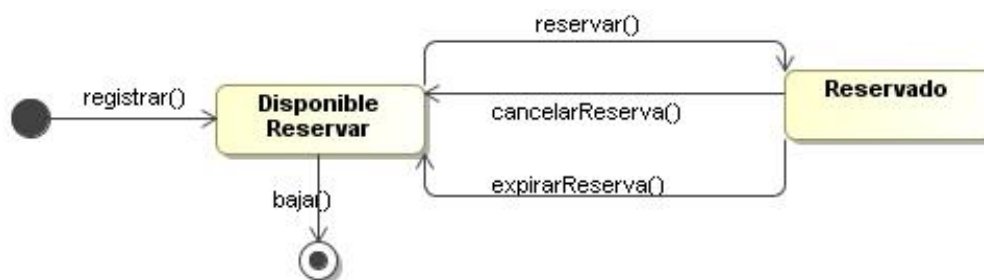 reservar()
registrar()
Disponible
Reservar
Reservado
cancelarReserva()
expirarReserva()
baja()